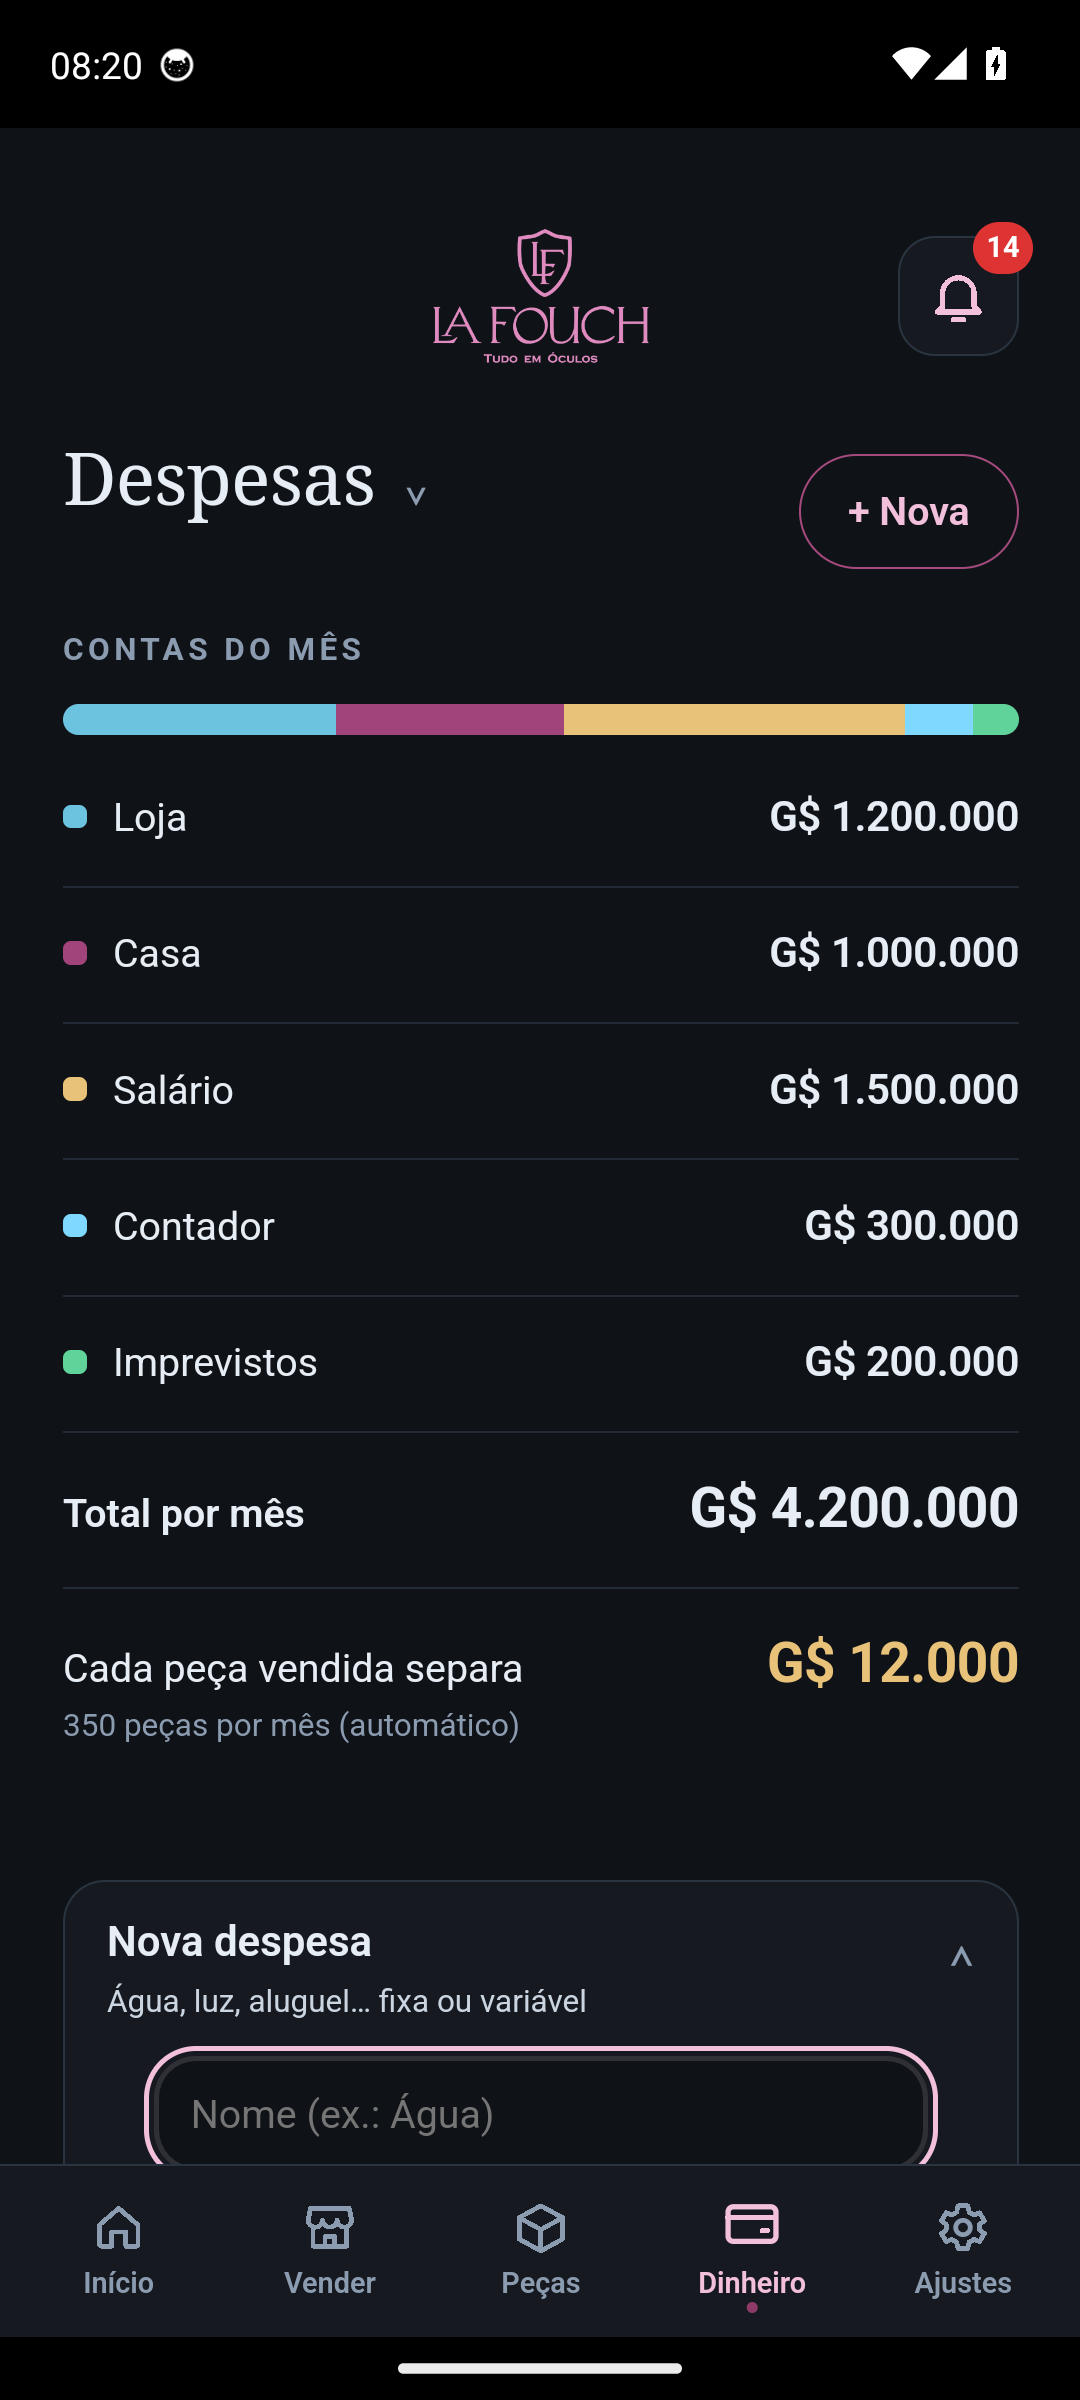 08:20
LF
LA FOUCH
TUDO EM ÓCULOS
14
Despesas
+ Nova
CONTAS DO MÊS
Loja G$ 1.200.000
Casa G$ 1.000.000
Salário G$ 1.500.000
Contador G$ 300.000
Imprevistos G$ 200.000
Total por mês G$ 4.200.000
Cada peça vendida separa G$ 12.000
350 peças por mês (automático)
Nova despesa
Água, luz, aluguel... fixa ou variável
Nome (ex.: Água)
Início Vender Peças Dinheiro Ajustes